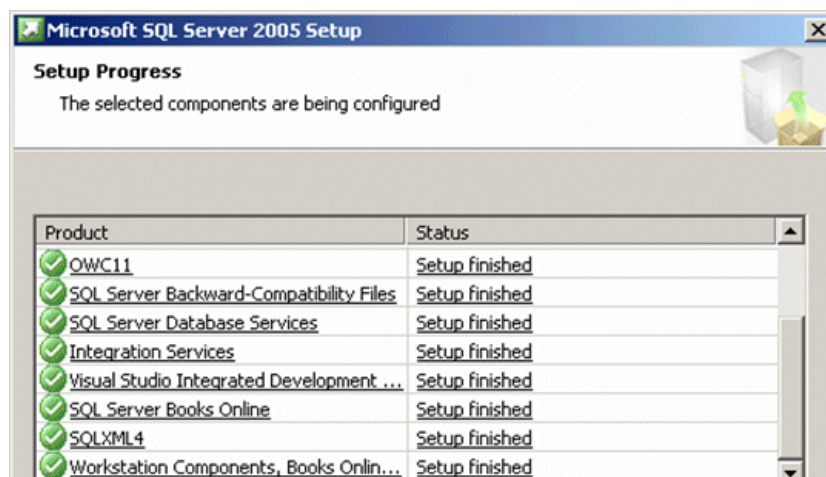 Microsoft SQL Server 2005 Setup
Setup Progress
The selected components are being configured
Product Status
OWC11 Setup finished
SQL Server Backward-Compatibility Files Setup finished
SQL Server Database Services Setup finished
Integration Services Setup finished
Visual Studio Integrated Development ... Setup finished
SQL Server Books Online Setup finished
SQLXML4 Setup finished
Workstation Components, Books Onlin... Setup finished